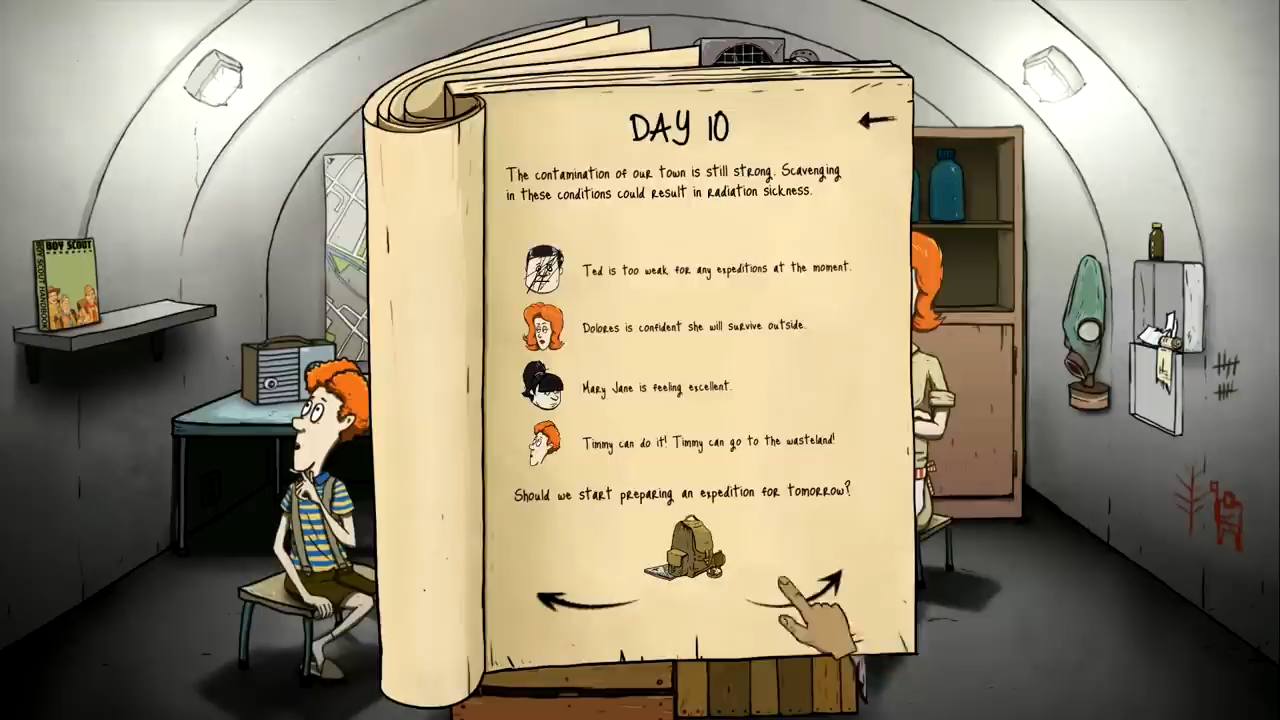 DAY 10
The contamination of our town is still strong. Scavenging
in these conditions could result in radiation sickness.
Ted is too weak for any expeditions at the moment.
Dolores is confident she will survive outside.
Mary Jane is feeling excellent.
Timmy can do it! Timmy can go to the wasteland!
Should we start preparing an expedition for tomorrow?
BOY SCOUT
BOY SCOUT HANDBOOK